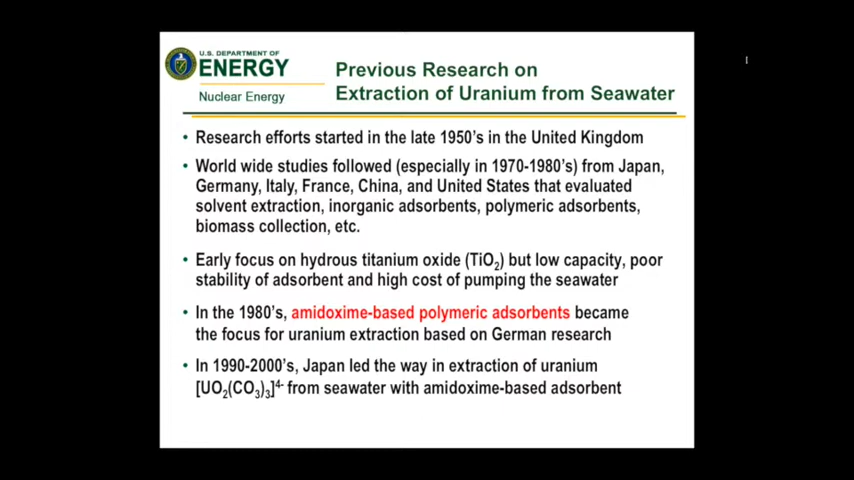 U.S. DEPARTMENT OF
ENERGY
Nuclear Energy
Previous Research on
Extraction of Uranium from Seawater
• Research efforts started in the late 1950's in the United Kingdom
• World wide studies followed (especially in 1970-1980's) from Japan,
Germany, Italy, France, China, and United States that evaluated
solvent extraction, inorganic adsorbents, polymeric adsorbents,
biomass collection, etc.
• Early focus on hydrous titanium oxide (TiO₂) but low capacity, poor
stability of adsorbent and high cost of pumping the seawater
• In the 1980's, amidoxime-based polymeric adsorbents became
the focus for uranium extraction based on German research
• In 1990-2000's, Japan led the way in extraction of uranium
[UO₂(CO₃)₃]⁴⁻ from seawater with amidoxime-based adsorbent